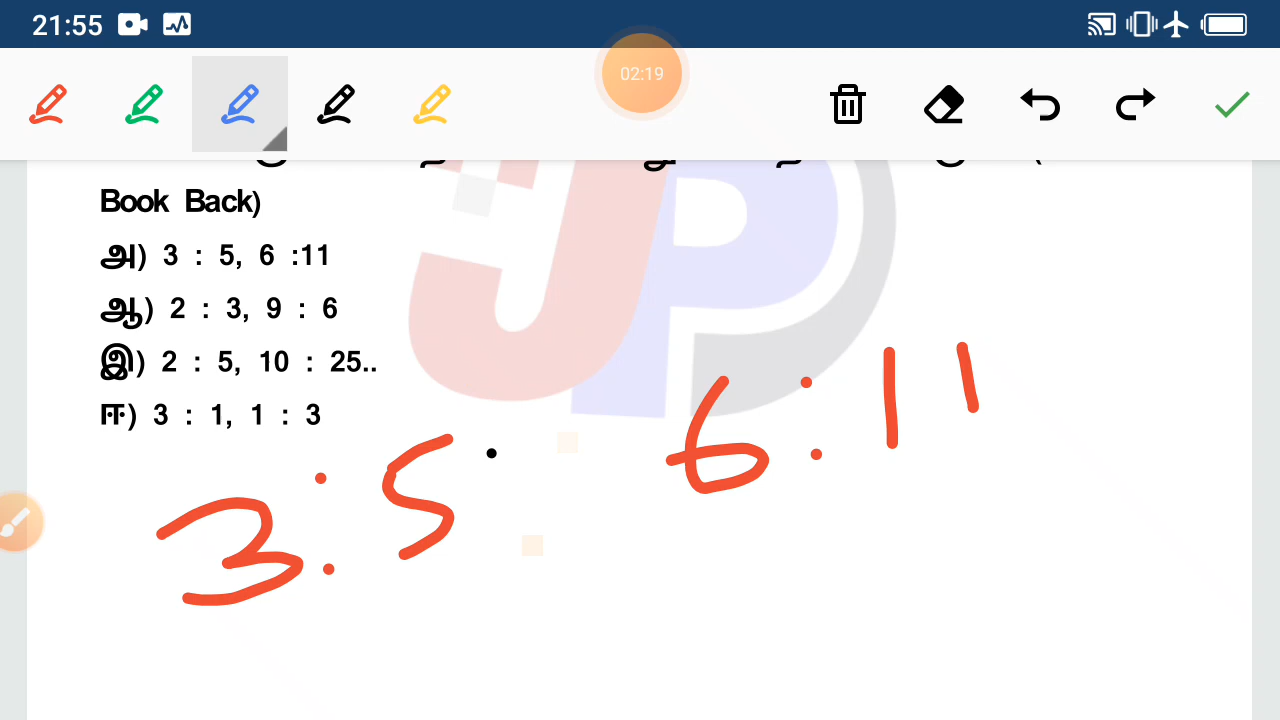 21:55
02:19
Book Back)
அ) 3 : 5, 6 :11
ஆ) 2 : 3, 9 : 6
இ) 2 : 5, 10 : 25..
ஈ) 3 : 1, 1 : 3
3 : 5 6 : 11
JP